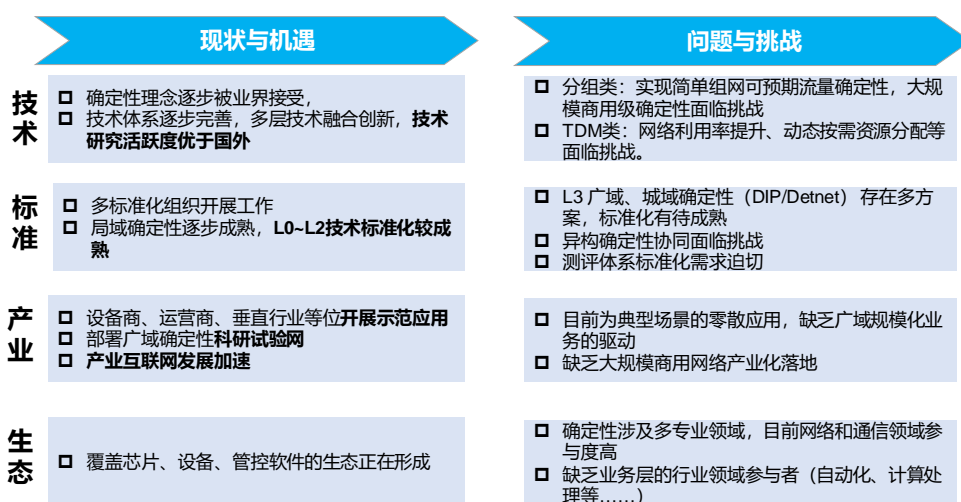 现状与机遇
问题与挑战
技术
确定性理念逐步被业界接受，
技术体系逐步完善，多层技术融合创新，技术
研究活跃度优于国外
分组类：实现简单组网可预期流量确定性，大规
模商用级确定性面临挑战
TDM类：网络利用率提升、动态按需资源分配等
面临挑战。
标准
多标准化组织开展工作
局域确定性逐步成熟，L0~L2技术标准化较成
熟
L3 广域、城域确定性（DIP/Detnet）存在多方
案，标准化有待成熟
异构确定性协同面临挑战
测评体系标准化需求迫切
产业
设备商、运营商、垂直行业等位开展示范应用
部署广域确定性科研试验网
产业互联网发展加速
目前为典型场景的零散应用，缺乏广域规模化业
务的驱动
缺乏大规模商用网络产业化落地
生态
覆盖芯片、设备、管控软件的生态正在形成
确定性涉及多专业领域，目前网络和通信领域参
与度高
缺乏业务层的行业领域参与者（自动化、计算处
理等……）